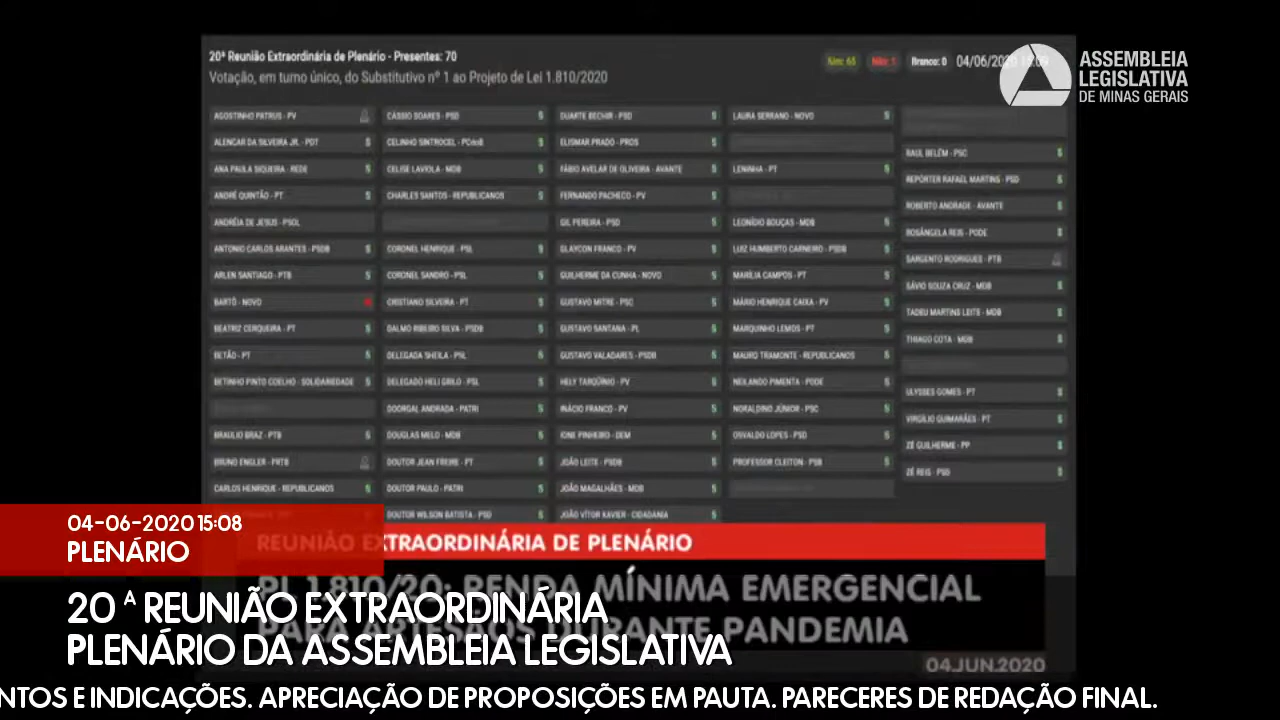 20ª Reunião Extraordinária de Plenário - Presentes: 70
Votação, em turno único, do Substitutivo nº 1 ao Projeto de Lei 1.810/2020
Sim: 65 Não: 1 Branco: 0 04/06/2020
ASSEMBLEIA
LEGISLATIVA
DE MINAS GERAIS
AGOSTINHO PATRUS - PV
ALENCAR DA SILVEIRA JR. - PDT S
ANA PAULA SIQUEIRA - REDE S
ANDRÉ QUINTÃO - PT S
ANDRÉIA DE JESUS - PSOL
ANTONIO CARLOS ARANTES - PSDB S
ARLEN SANTIAGO - PTB S
BARTÔ - NOVO
BEATRIZ CERQUEIRA - PT S
BETÃO - PT S
BETINHO PINTO COELHO - SOLIDARIEDADE S
BRAULIO BRAZ - PTB S
BRUNO ENGLER - PRTB
CARLOS HENRIQUE - REPUBLICANOS S
CÁSSIO SOARES - PSD S
CELINHO SINTROCEL - PCdoB S
CELISE LAVIOLA - MDB S
CHARLES SANTOS - REPUBLICANOS S
CORONEL HENRIQUE - PSL S
CORONEL SANDRO - PSL S
CRISTIANO SILVEIRA - PT S
DALMO RIBEIRO SILVA - PSDB S
DELEGADA SHEILA - PSL S
DELEGADO HELI GRILO - PSL S
DOORGAL ANDRADA - PATRI S
DOUGLAS MELO - MDB S
DOUTOR JEAN FREIRE - PT S
DOUTOR PAULO - PATRI S
DOUTOR WILSON BATISTA - PSD S
DUARTE BECHIR - PSD S
ELISMAR PRADO - PROS S
FÁBIO AVELAR DE OLIVEIRA - AVANTE S
FERNANDO PACHECO - PV S
GIL PEREIRA - PSD S
GLAYCON FRANCO - PV S
GUILHERME DA CUNHA - NOVO S
GUSTAVO MITRE - PSC S
GUSTAVO SANTANA - PL S
GUSTAVO VALADARES - PSDB S
HELY TARQÜÍNIO - PV S
INÁCIO FRANCO - PV S
IONE PINHEIRO - DEM S
JOÃO LEITE - PSDB S
JOÃO MAGALHÃES - MDB S
JOÃO VÍTOR XAVIER - CIDADANIA S
LAURA SERRANO - NOVO S
LENINHA - PT S
LEONÍDIO BOUÇAS - MDB S
LUIZ HUMBERTO CARNEIRO - PSDB S
MARÍLIA CAMPOS - PT S
MÁRIO HENRIQUE CAIXA - PV S
MARQUINHO LEMOS - PT S
MAURO TRAMONTE - REPUBLICANOS S
NEILANDO PIMENTA - PODE S
NORALDINO JÚNIOR - PSC S
OSVALDO LOPES - PSD S
PROFESSOR CLEITON - PSB S
RAUL BELÉM - PSC S
REPÓRTER RAFAEL MARTINS - PSD S
ROBERTO ANDRADE - AVANTE S
ROSÂNGELA REIS - PODE S
SARGENTO RODRIGUES - PTB
SÁVIO SOUZA CRUZ - MDB S
TADEU MARTINS LEITE - MDB S
THIAGO COTA - MDB S
ULYSSES GOMES - PT S
VIRGÍLIO GUIMARÃES - PT S
ZÉ GUILHERME - PP S
ZÉ REIS - PSD S
REUNIÃO EXTRAORDINÁRIA DE PLENÁRIO
PL 1.810/20: RENDA MÍNIMA EMERGENCIAL
PARA ARTESÃOS DURANTE PANDEMIA
04.JUN.2020
04-06-2020 15:08
PLENÁRIO
20 ª REUNIÃO EXTRAORDINÁRIA
PLENÁRIO DA ASSEMBLEIA LEGISLATIVA
NTOS E INDICAÇÕES. APRECIAÇÃO DE PROPOSIÇÕES EM PAUTA. PARECERES DE REDAÇÃO FINAL.